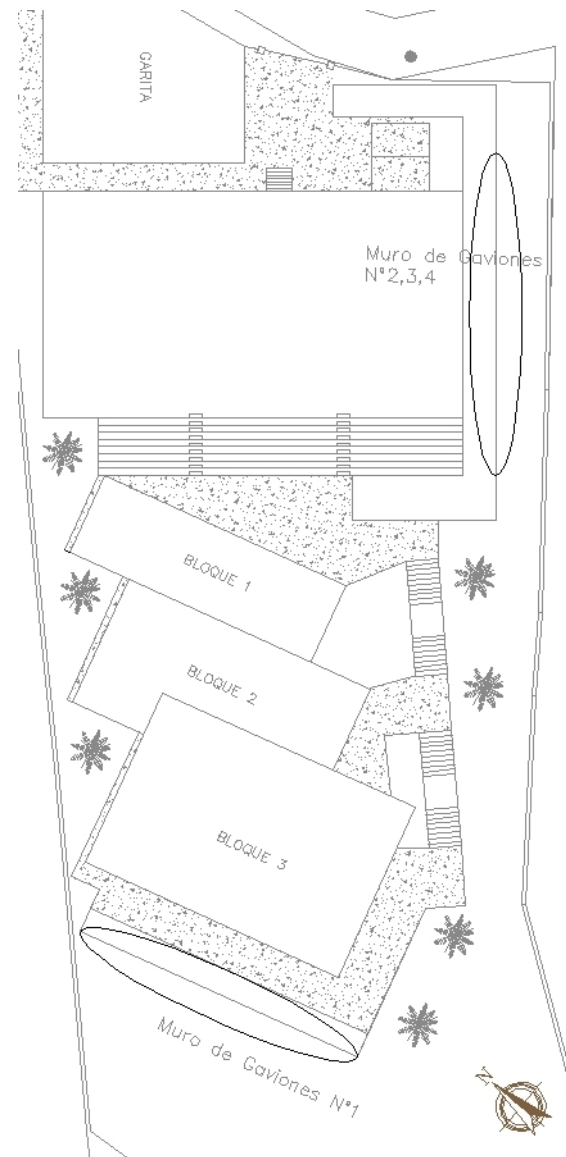 GARITA
Muro de Gaviones
N°2,3,4
BLOQUE 1
BLOQUE 2
BLOQUE 3
Muro de Gaviones N°1
N